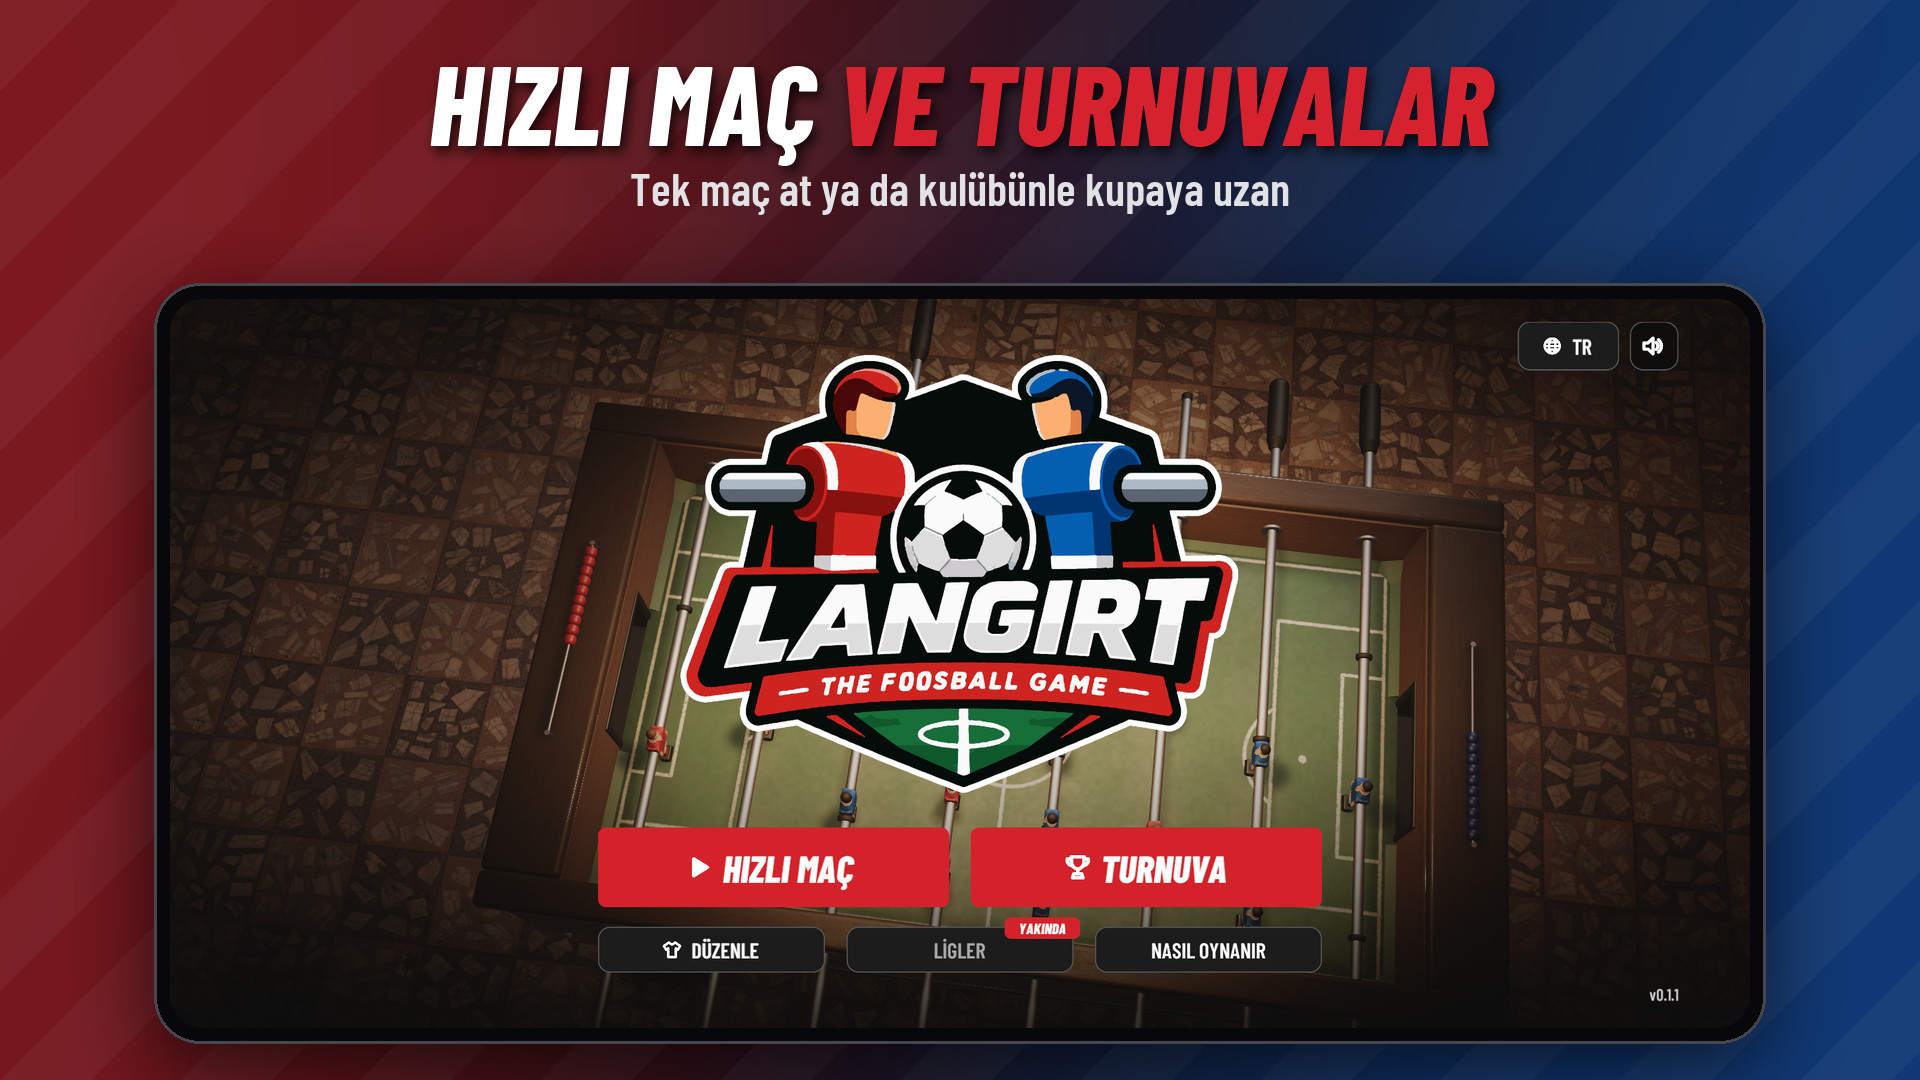 HIZLI MAÇ VE TURNUVALAR
Tek maç at ya da kulübünle kupaya uzan
TR
LANGIRT
THE FOOSBALL GAME
HIZLI MAÇ
TURNUVA
YAKINDA
DÜZENLE
LİGLER
NASIL OYNANIR
v0.1.1